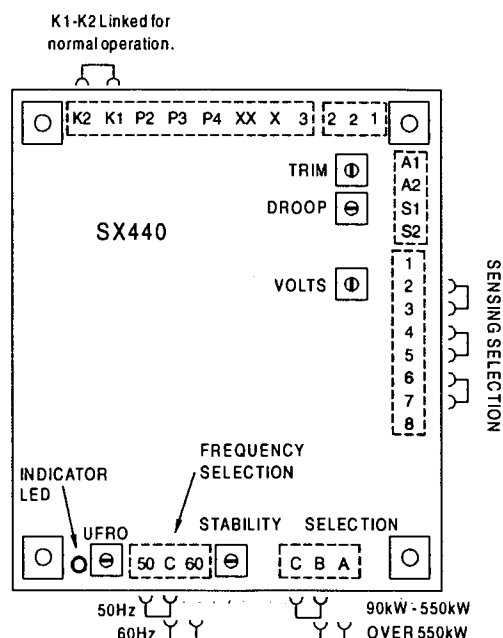 K1-K2 Linked for
normal operation.
K2 K1 P2 P3 P4 XX X 3 2 2 1
TRIM
DROOP
SX440
VOLTS
A1
A2
S1
S2
1
2
3
4
5
6
7
8
SENSING SELECTION
FREQUENCY
SELECTION
INDICATOR
LED
UFRO
STABILITY SELECTION
50 C 60
C B A
50Hz
90kW - 550kW
60Hz
OVER 550kW